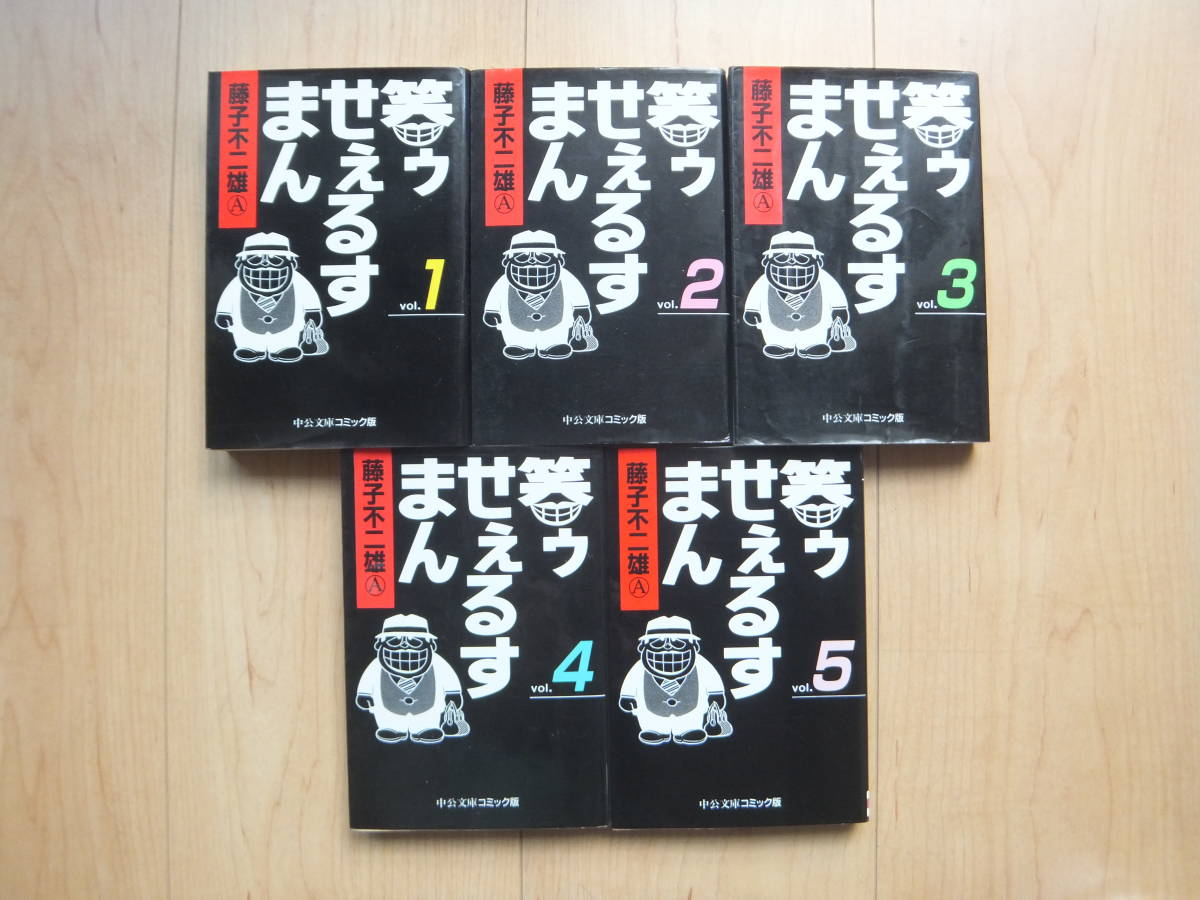 笑ゥ
せぇるす
まん
藤子不二雄Ⓐ
vol.1
中公文庫コミック版
笑ゥ
せぇるす
まん
藤子不二雄Ⓐ
vol.2
中公文庫コミック版
笑ゥ
せぇるす
まん
藤子不二雄Ⓐ
vol.3
中公文庫コミック版
笑ゥ
せぇるす
まん
藤子不二雄Ⓐ
vol.4
中公文庫コミック版
笑ゥ
せぇるす
まん
藤子不二雄Ⓐ
vol.5
中公文庫コミック版